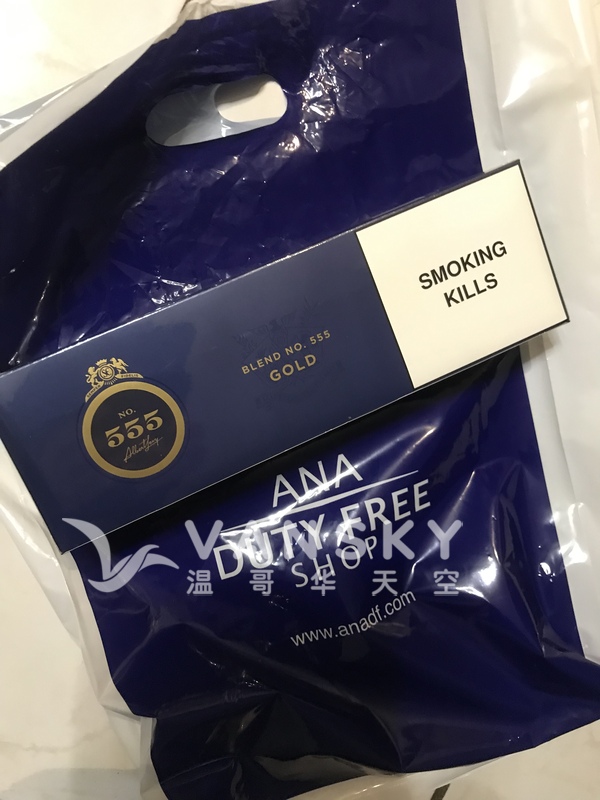 SMOKING
KILLS
BLEND NO. 555
GOLD
NO.
555
ANA
DUTY FREE
SHOP
VANSKY
温哥华天空
www.anadf.com